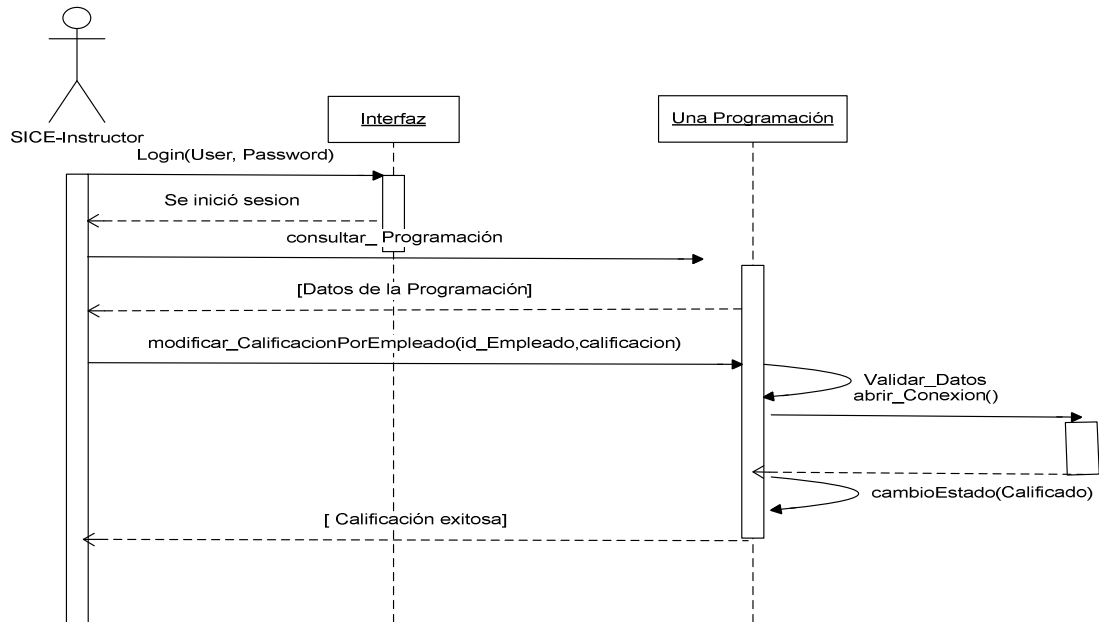 SICE-Instructor
Interfaz
Una Programación
Login(User, Password)
Se inició sesion
consultar_ Programación
[Datos de la Programación]
modificar_CalificacionPorEmpleado(id_Empleado,calificacion)
Validar_Datos
abrir_Conexion()
cambioEstado(Calificado)
[ Calificación exitosa]